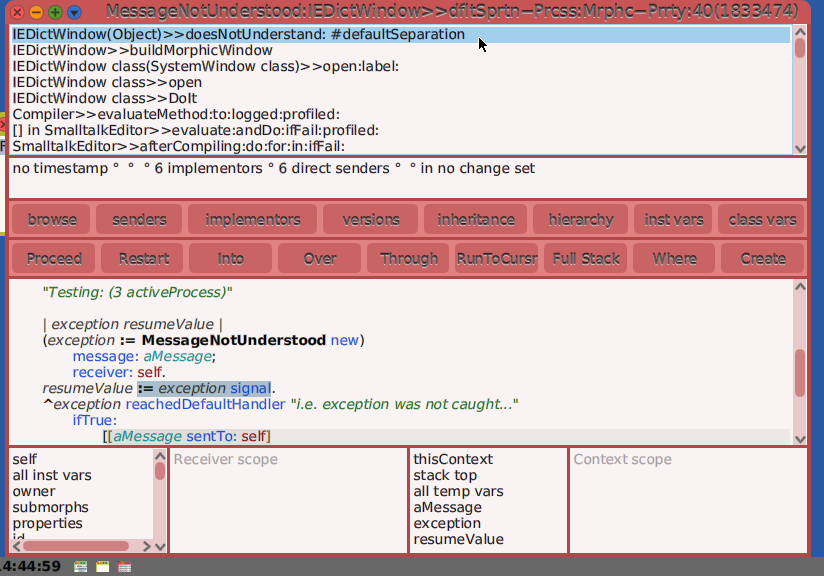 MessageNotUnderstood:IEDictWindow>>dfltSprtn—Prcss:Mrphc—Prrty:40(1833474)
IEDictWindow(Object)>>doesNotUnderstand: #defaultSeparation
IEDictWindow>>buildMorphicWindow
IEDictWindow class(SystemWindow class)>>open:label:
IEDictWindow class>>open
IEDictWindow class>>DoIt
Compiler>>evaluateMethod:to:logged:profiled:
[] in SmalltalkEditor>>evaluate:andDo:ifFail:profiled:
SmalltalkEditor>>afterCompiling:do:for:in:ifFail:
no timestamp ° ° ° 6 implementors ° 6 direct senders ° ° in no change set
browse senders implementors versions inheritance hierarchy inst vars class vars
Proceed Restart Into Over Through RunToCursr Full Stack Where Create
"Testing: (3 activeProcess)"
| exception resumeValue |
(exception := MessageNotUnderstood new)
message: aMessage;
receiver: self.
resumeValue := exception signal.
^exception reachedDefaultHandler "i.e. exception was not caught..."
ifTrue:
[[aMessage sentTo: self]
self
all inst vars
owner
submorphs
properties
id
Receiver scope
thisContext
stack top
all temp vars
aMessage
exception
resumeValue
Context scope
4:44:59